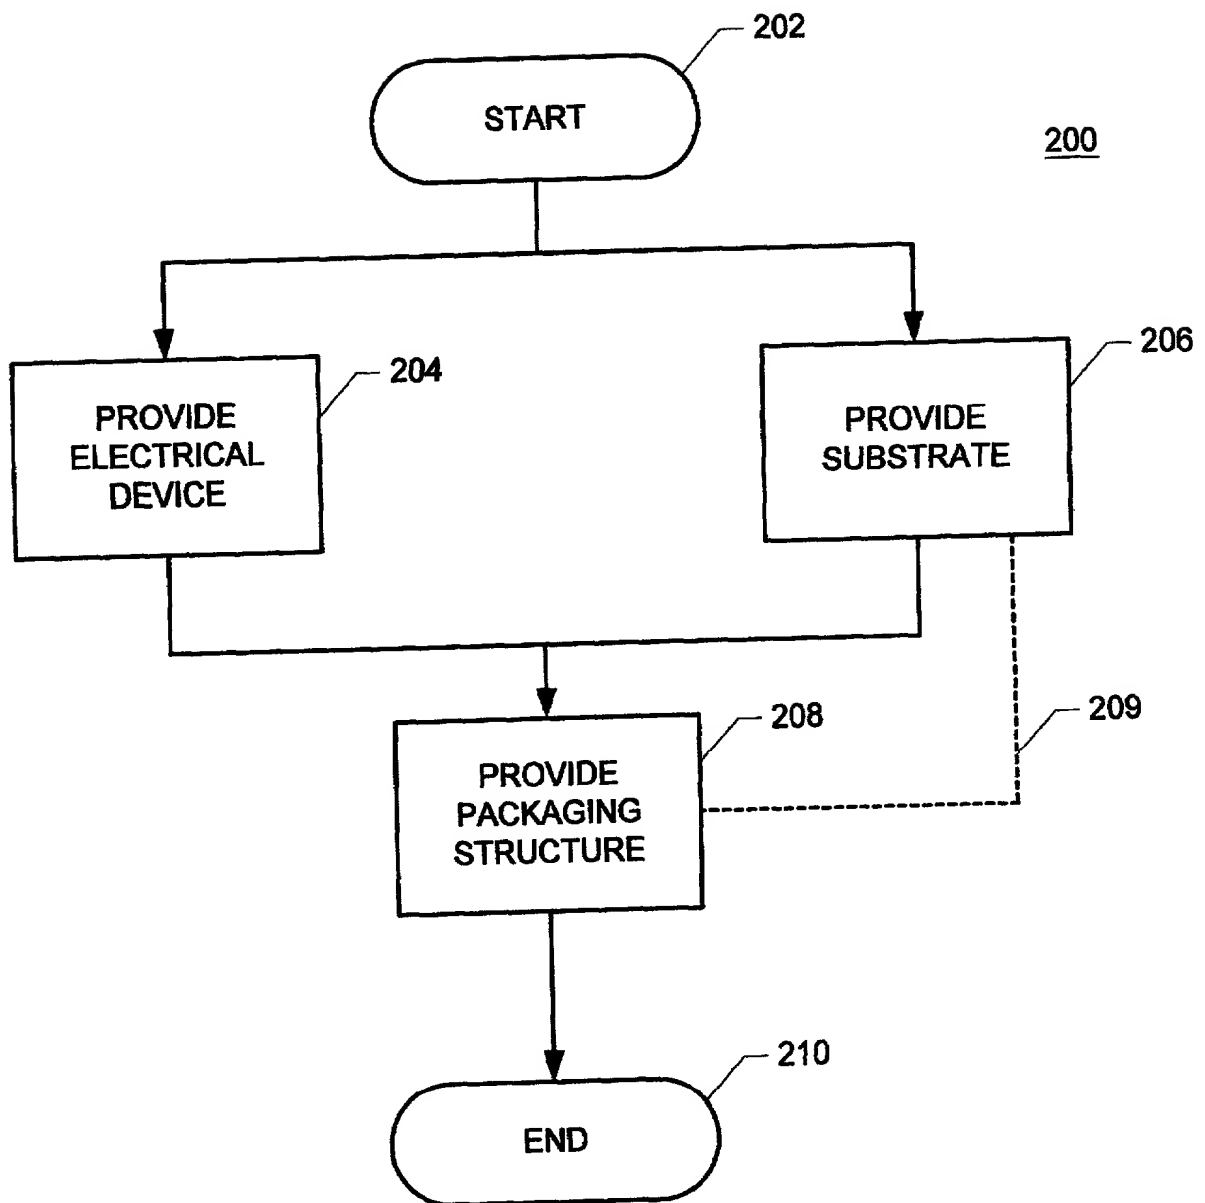 202
START
200
204
206
PROVIDE
ELECTRICAL
DEVICE
PROVIDE
SUBSTRATE
208
209
PROVIDE
PACKAGING
STRUCTURE
210
END